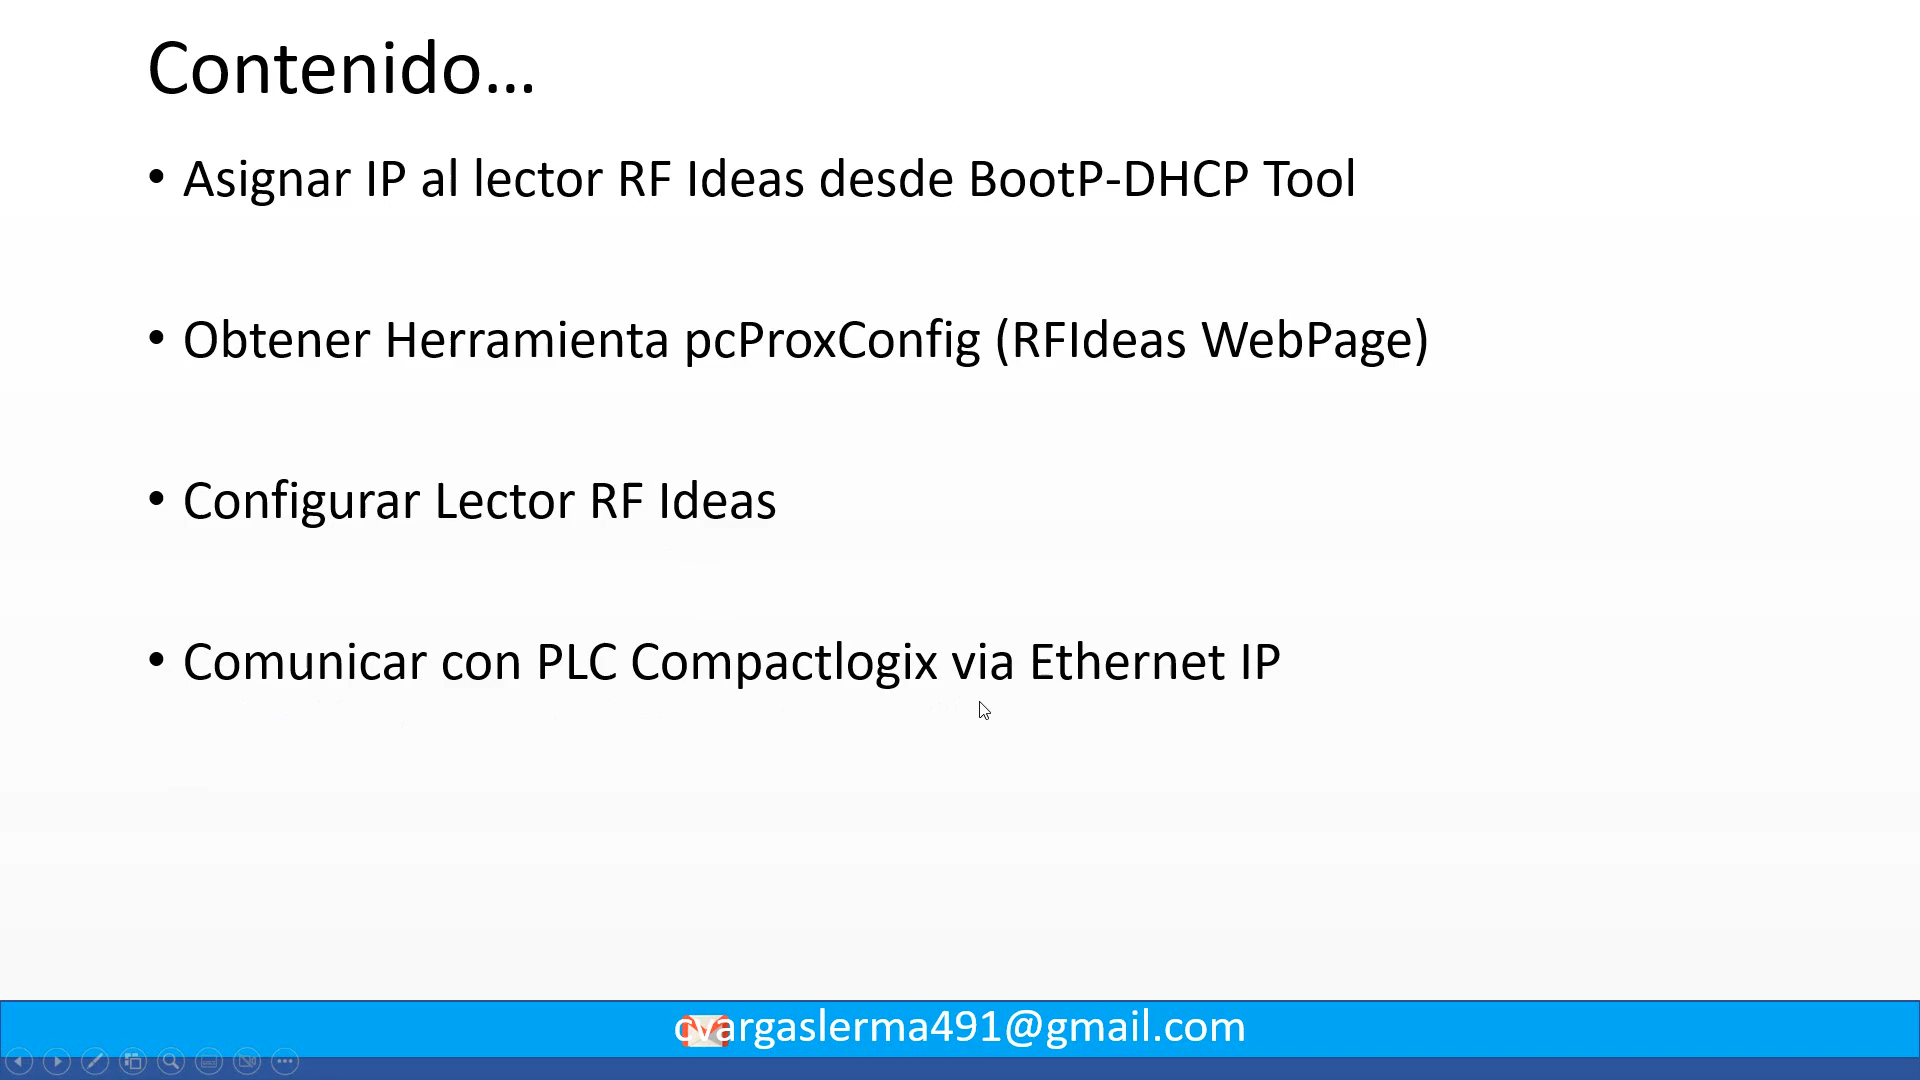 Contenido...
• Asignar IP al lector RF Ideas desde BootP-DHCP Tool
• Obtener Herramienta pcProxConfig (RFIdeas WebPage)
• Configurar Lector RF Ideas
• Comunicar con PLC Compactlogix via Ethernet IP
cvargaslerma491@gmail.com